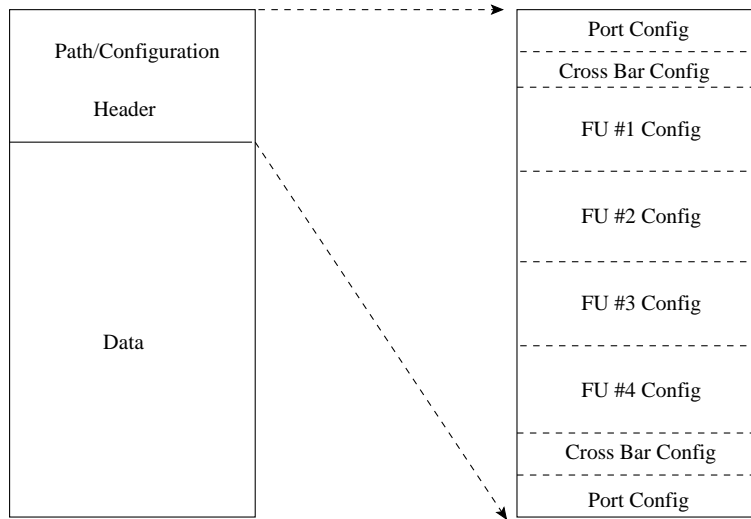 Path/Configuration
Header
Data
Port Config
Cross Bar Config
FU #1 Config
FU #2 Config
FU #3 Config
FU #4 Config
Cross Bar Config
Port Config